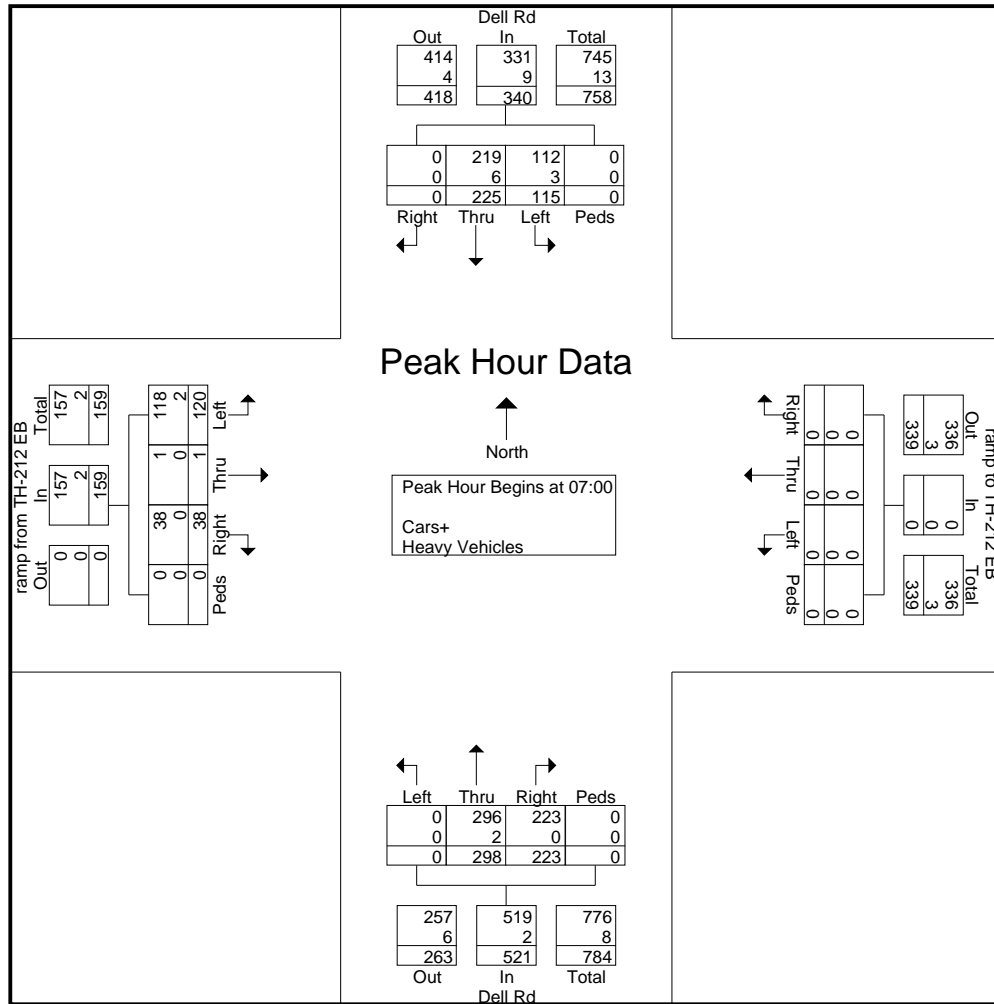 Dell Rd
Out In Total
414 331 745
4 9 13
418 340 758
0 219 112 0
0 6 3 0
0 225 115 0
Right Thru Left Peds
Peak Hour Data
North
Peak Hour Begins at 07:00
Cars+
Heavy Vehicles
ramp from TH-212 EB
Out In Total
0 157 157
0 2 2
0 159 159
0 38 1 118
0 0 0 2
0 38 1 120
Peds Right Thru Left
ramp to TH-212 EB
Out In Total
336 0 336
3 0 3
339 0 339
0 0 0 0
0 0 0 0
0 0 0 0
Right Thru Left Peds
Left Thru Right Peds
0 296 223 0
0 2 0 0
0 298 223 0
257 519 776
6 2 8
263 521 784
Out In Total
Dell Rd